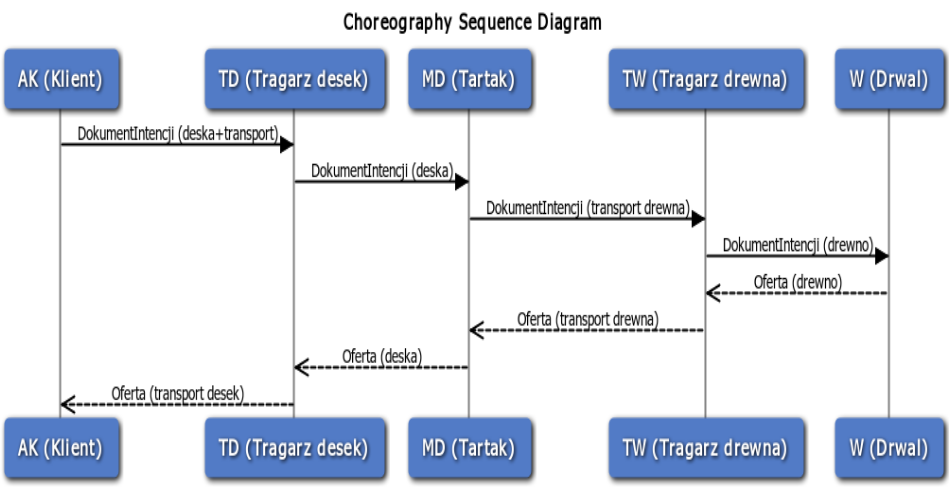 Choreography Sequence Diagram
AK (Klient)
TD (Tragarz desek)
MD (Tartak)
TW (Tragarz drewna)
W (Drwal)
DokumentIntencji (deska+transport)
DokumentIntencji (deska)
DokumentIntencji (transport drewna)
DokumentIntencji (drewno)
Oferta (drewno)
Oferta (transport drewna)
Oferta (deska)
Oferta (transport desek)
AK (Klient)
TD (Tragarz desek)
MD (Tartak)
TW (Tragarz drewna)
W (Drwal)